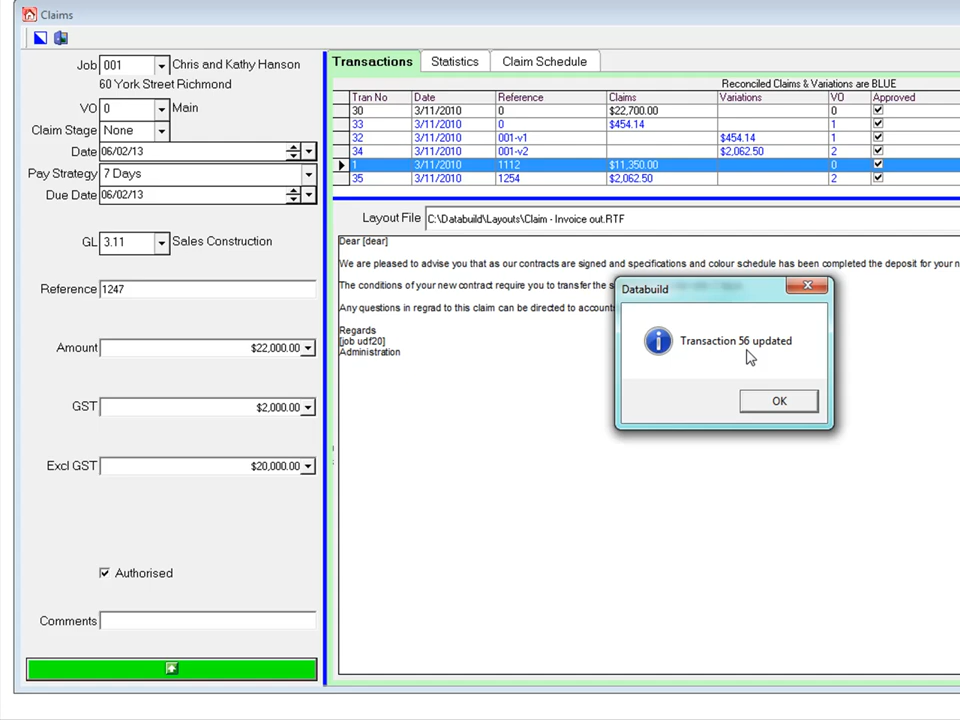 Claims
Job 001 Chris and Kathy Hanson
60 York Street Richmond
VO 0 Main
Claim Stage None
Date 06/02/13
Pay Strategy 7 Days
Due Date 06/02/13
GL 3.11 Sales Construction
Reference 1247
Amount $22,000.00
GST $2,000.00
Excl GST $20,000.00
Authorised
Comments
Transactions Statistics Claim Schedule
Reconciled Claims & Variations are BLUE
Tran No Date Reference Claims Variations VO Approved
30 3/11/2010 0 $22,700.00 0
33 3/11/2010 0 $454.14 1
32 3/11/2010 001-v1 $454.14 1
34 3/11/2010 001-v2 $2,062.50 2
1 3/11/2010 1112 $11,350.00 0
35 3/11/2010 1254 $2,062.50 2
Layout File C:\Databuild\Layouts\Claim - Invoice out.RTF
Dear [dear]
We are pleased to advise you that as our contracts are signed and specifications and colour schedule has been completed the deposit for your n
The conditions of your new contract require you to transfer the s
Any questions in regrad to this claim can be directed to account
Regards
[job udf20]
Administration
Databuild
Transaction 56 updated
OK